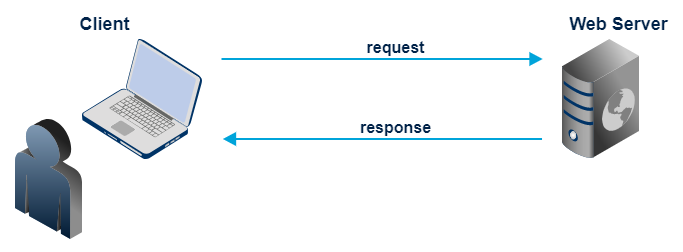 Client
Web Server
request
response